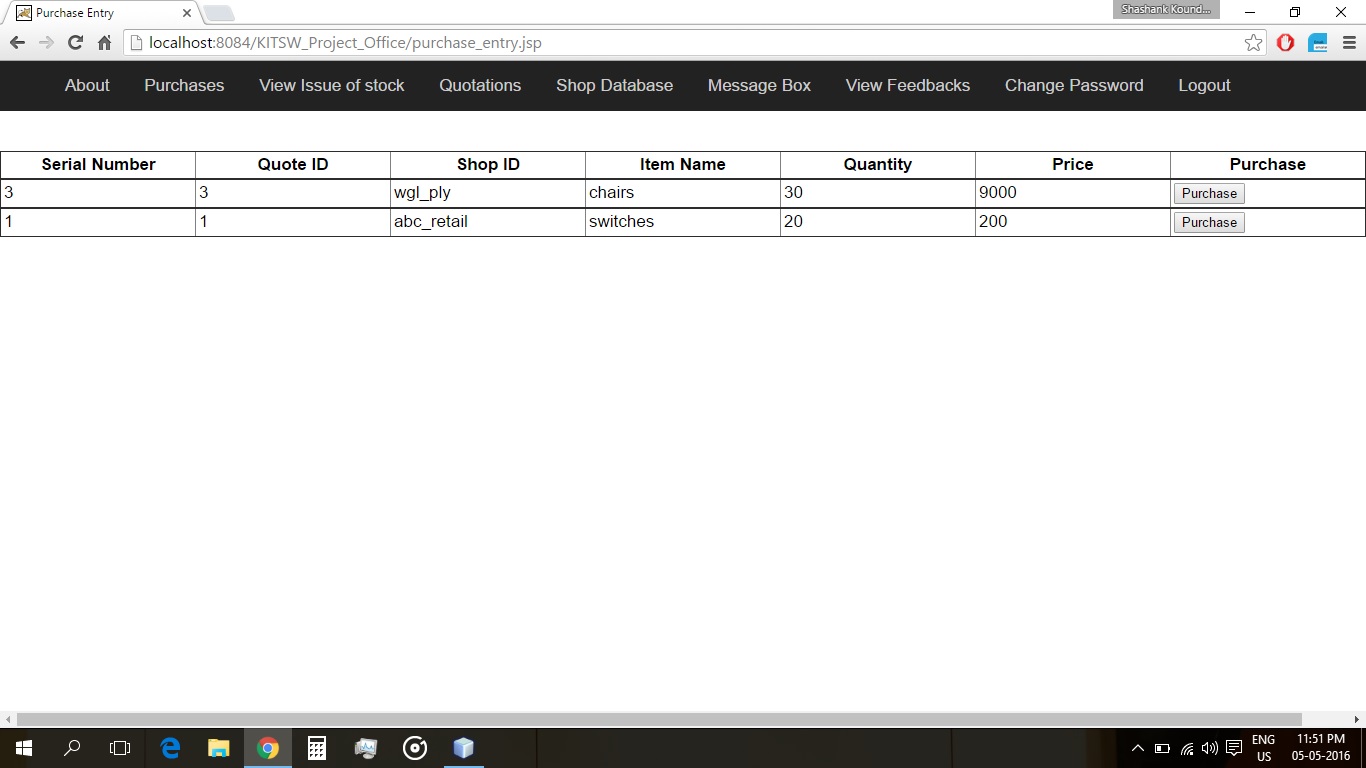 Purchase Entry
Shashank Kound...
localhost:8084/KITSW_Project_Office/purchase_entry.jsp
About Purchases View Issue of stock Quotations Shop Database Message Box View Feedbacks Change Password Logout
Serial Number Quote ID Shop ID Item Name Quantity Price Purchase
3 3 wgl_ply chairs 30 9000 Purchase
1 1 abc_retail switches 20 200 Purchase
ENG 11:51 PM
US 05-05-2016